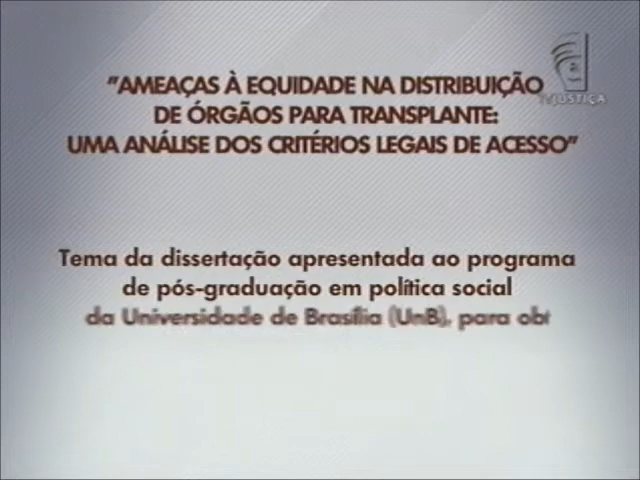 "AMEAÇAS À EQUIDADE NA DISTRIBUIÇÃO
DE ÓRGÃOS PARA TRANSPLANTE:
UMA ANÁLISE DOS CRITÉRIOS LEGAIS DE ACESSO"
TV JUSTIÇA
Tema da dissertação apresentada ao programa
de pós-graduação em política social
da Universidade de Brasília (UnB), para obt